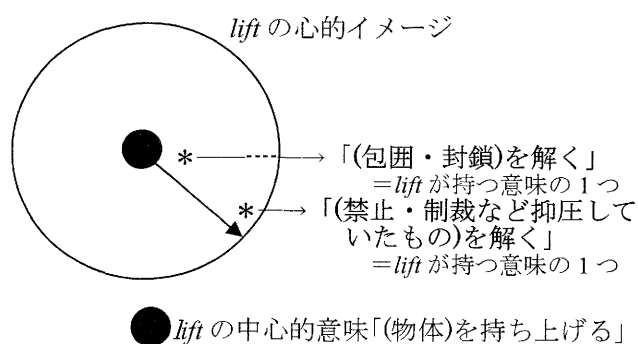 liftの心的イメージ
*
「(包囲・封鎖)を解く」
=liftが持つ意味の1つ
*
「(禁止・制裁など抑圧して
いたもの)を解く」
=liftが持つ意味の1つ
liftの中心的意味「(物体)を持ち上げる」